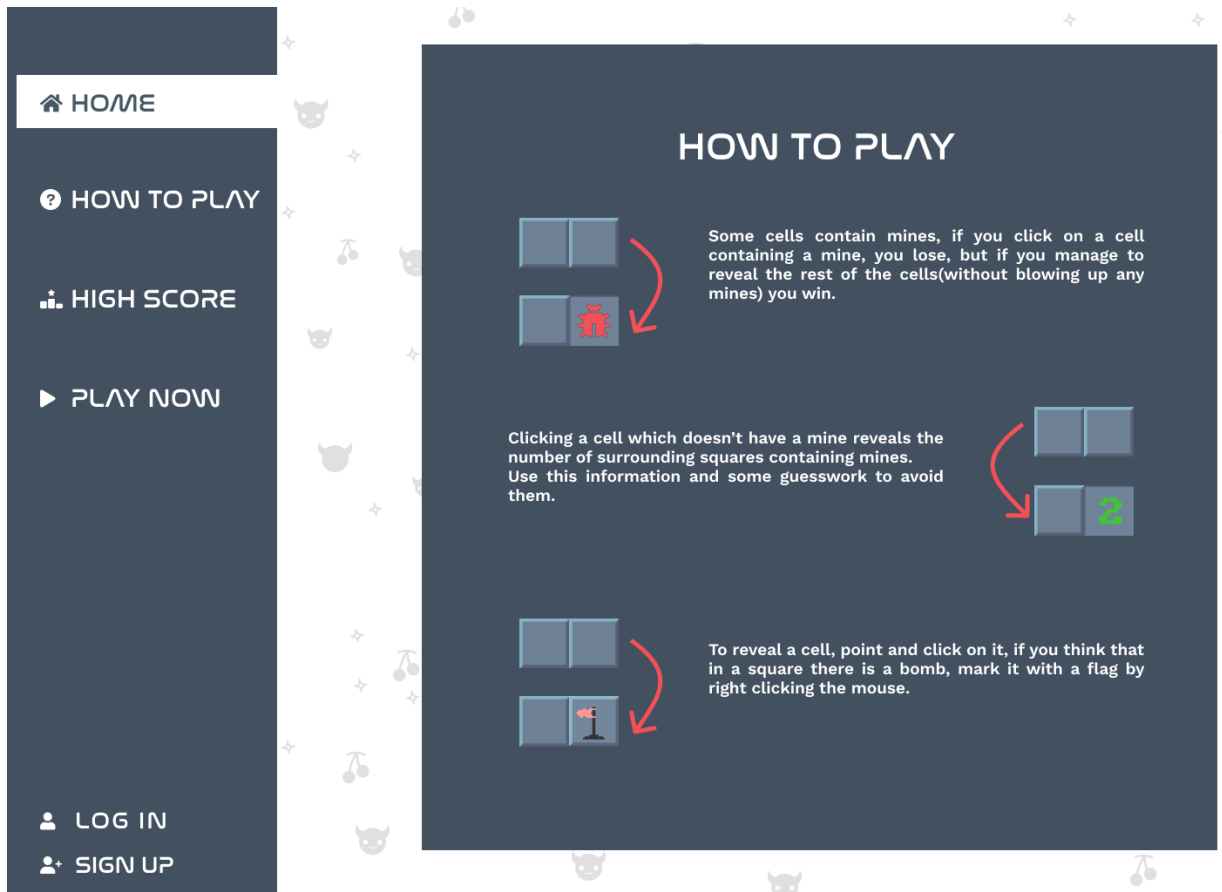 HOME
HOW TO PLAY
HIGH SCORE
PLAY NOW
LOG IN
SIGN UP
HOW TO PLAY
Some cells contain mines, if you click on a cell
containing a mine, you lose, but if you manage to
reveal the rest of the cells(without blowing up any
mines) you win.
Clicking a cell which doesn’t have a mine reveals the
number of surrounding squares containing mines.
Use this information and some guesswork to avoid
them.
2
To reveal a cell, point and click on it, if you think that
in a square there is a bomb, mark it with a flag by
right clicking the mouse.